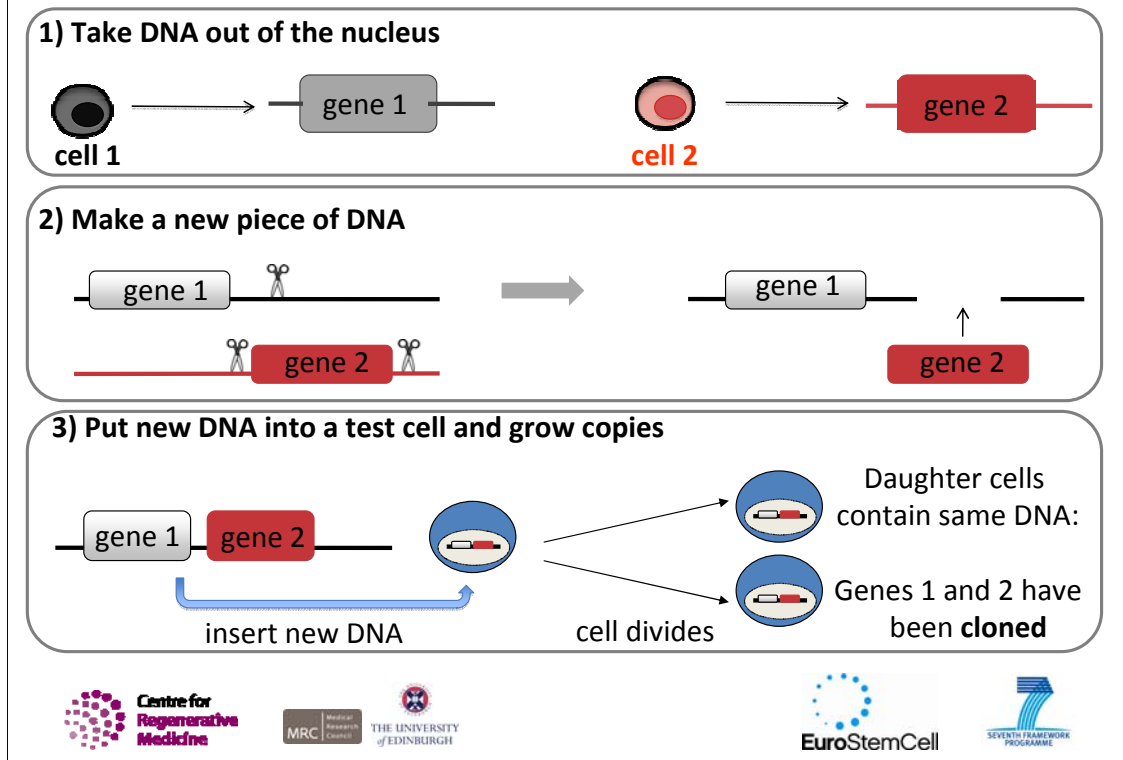 1) Take DNA out of the nucleus
gene 1
gene 2
cell 1
cell 2
2) Make a new piece of DNA
gene 1
gene 1
gene 2
gene 2
3) Put new DNA into a test cell and grow copies
Daughter cells
contain same DNA:
gene 1
gene 2
Genes 1 and 2 have
been cloned
insert new DNA
cell divides
Centre for
Regenerative
Medicine
MRC
Medical
Research
Council
THE UNIVERSITY
of EDINBURGH
EuroStemCell
SEVENTH FRAMEWORK
PROGRAMME